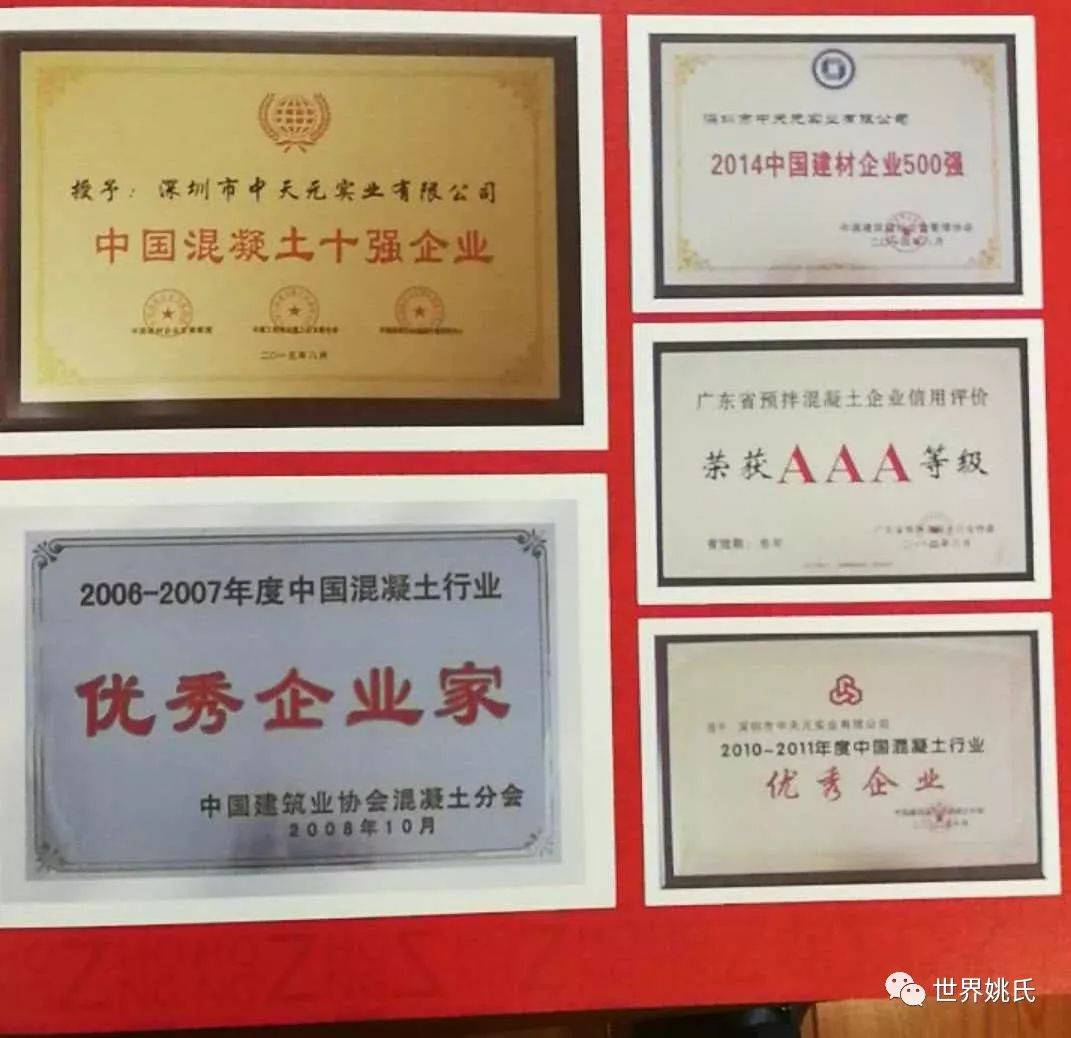 授予：深圳市中天元实业有限公司
中国混凝土十强企业
二〇一五年八月
深圳市中天元实业有限公司
2014中国建材企业500强
广东省预拌混凝土企业信用评价
荣获AAA等级
2006-2007年度中国混凝土行业
优秀企业家
中国建筑业协会混凝土分会
2008年10月
深圳市中天元实业有限公司
2010-2011年度中国混凝土行业
优秀企业
世界姚氏